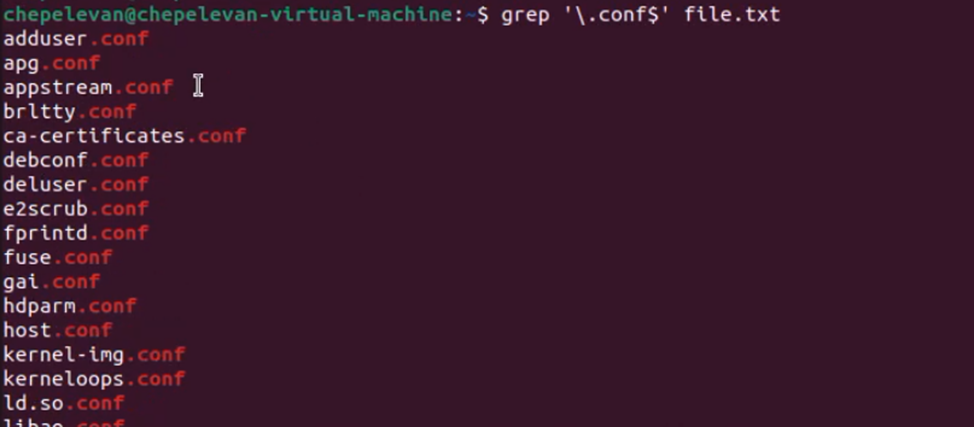 chepelevan@chepelevan-virtual-machine:~$ grep '\.conf$' file.txt
adduser.conf
apg.conf
appstream.conf
brltty.conf
ca-certificates.conf
debconf.conf
deluser.conf
e2scrub.conf
fprintd.conf
fuse.conf
gai.conf
hdparm.conf
host.conf
kernel-img.conf
kerneloops.conf
ld.so.conf
libao.conf